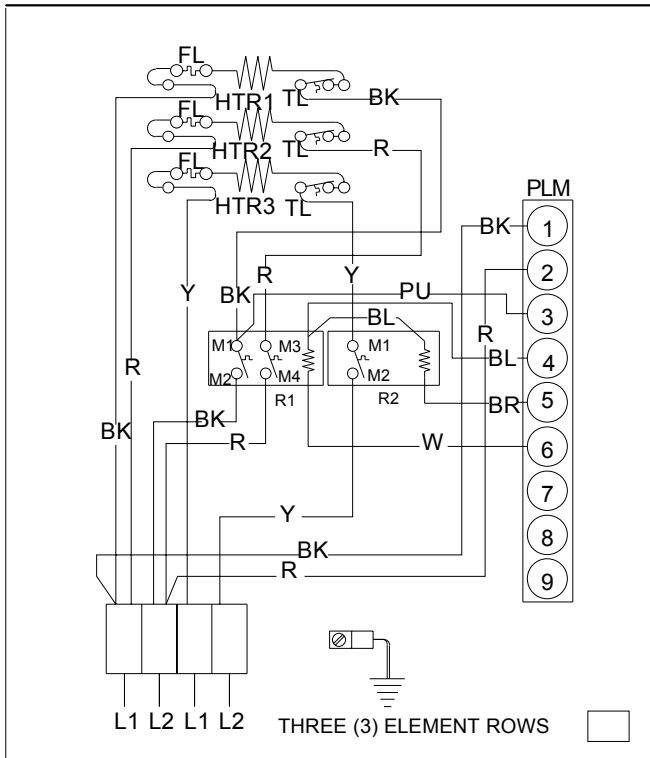 FL
HTR1 TL BK
FL
HTR2 TL R
FL
HTR3 TL
PLM
BK 1
2
Y BK R Y PU 3
BL
M1 M3 M1 R
BL 4
R M2 M4 M2
R1 R2
BR 5
BK BK R W 6
7
Y
8
BK
R 9
L1 L2 L1 L2
THREE (3) ELEMENT ROWS